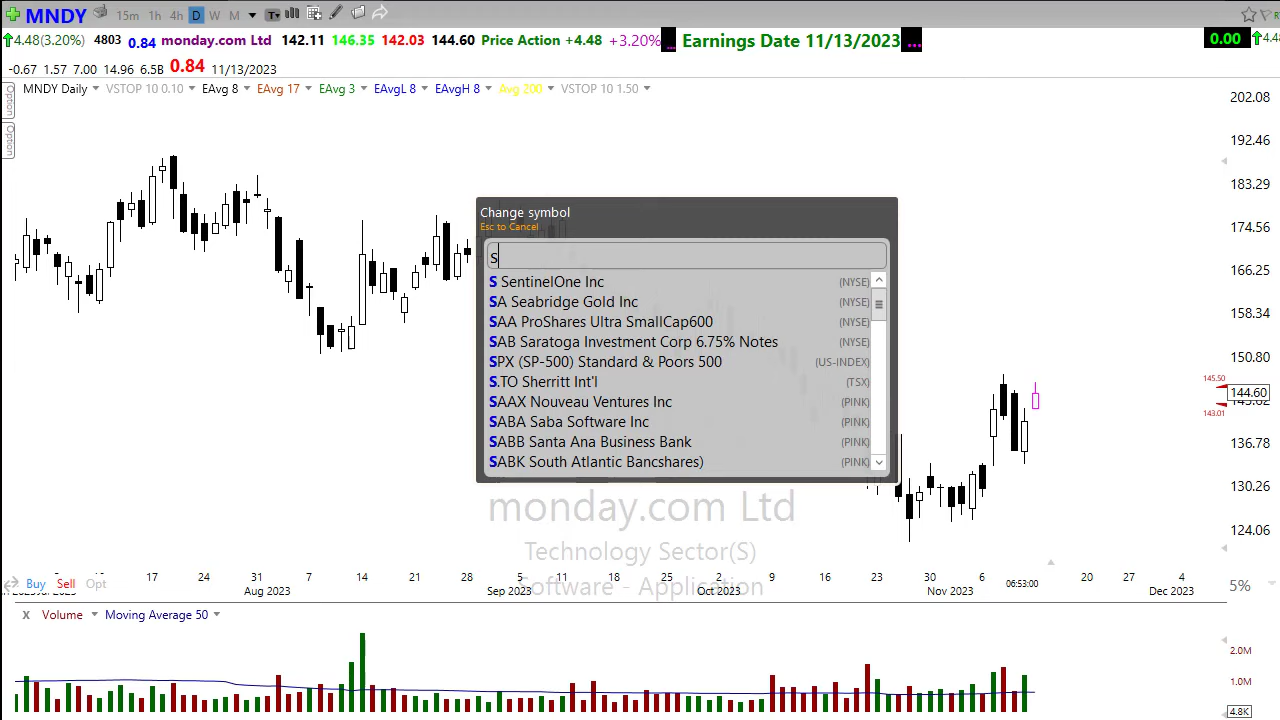 MNDY 15m 1h 4h D W M T
4.48(3.20%) 4803 0.84 monday.com Ltd 142.11 146.35 142.03 144.60 Price Action +4.48 +3.20% ... Earnings Date 11/13/2023 ... 0.00 4.48
-0.67 1.57 7.00 14.96 6.5B 0.84 11/13/2023
MNDY Daily VSTOP 10 0.10 EAvg 8 EAvg 17 EAvg 3 EAvgL 8 EAvgH 8 Avg 200 VSTOP 10 1.50
Option
Option
202.08
192.46
183.29
174.56
166.25
158.34
150.80
145.50
144.60
143.01
136.78
130.26
124.06
Change symbol
Esc to Cancel
s
S SentinelOne Inc (NYSE)
SA Seabridge Gold Inc (NYSE)
SAA ProShares Ultra SmallCap600 (NYSE)
SAB Saratoga Investment Corp 6.75% Notes (NYSE)
SPX (SP-500) Standard & Poors 500 (US-INDEX)
S.TO Sherritt Int'l (TSX)
SAAX Nouveau Ventures Inc (PINK)
SABA Saba Software Inc (PINK)
SABB Santa Ana Business Bank (PINK)
SABK South Atlantic Bancshares) (PINK)
monday.com Ltd
Technology Sector(S)
Software - Application
Buy Sell Opt
17 24 31 7 14 21 28 5 11 18 25 2 9 16 23 30 6 06:53:00 20 27 4
Aug 2023 Sep 2023 Oct 2023 Nov 2023 Dec 2023
5%
X Volume Moving Average 50
2.0M
1.0M
4.8K